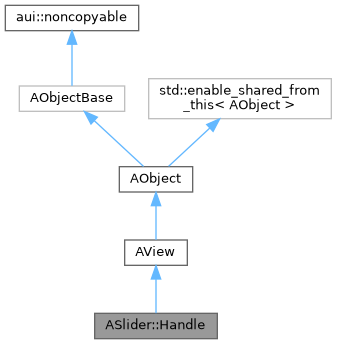 aui::noncopyable
AObjectBase
std::enable_shared_from
_this< AObject >
AObject
AView
ASlider::Handle